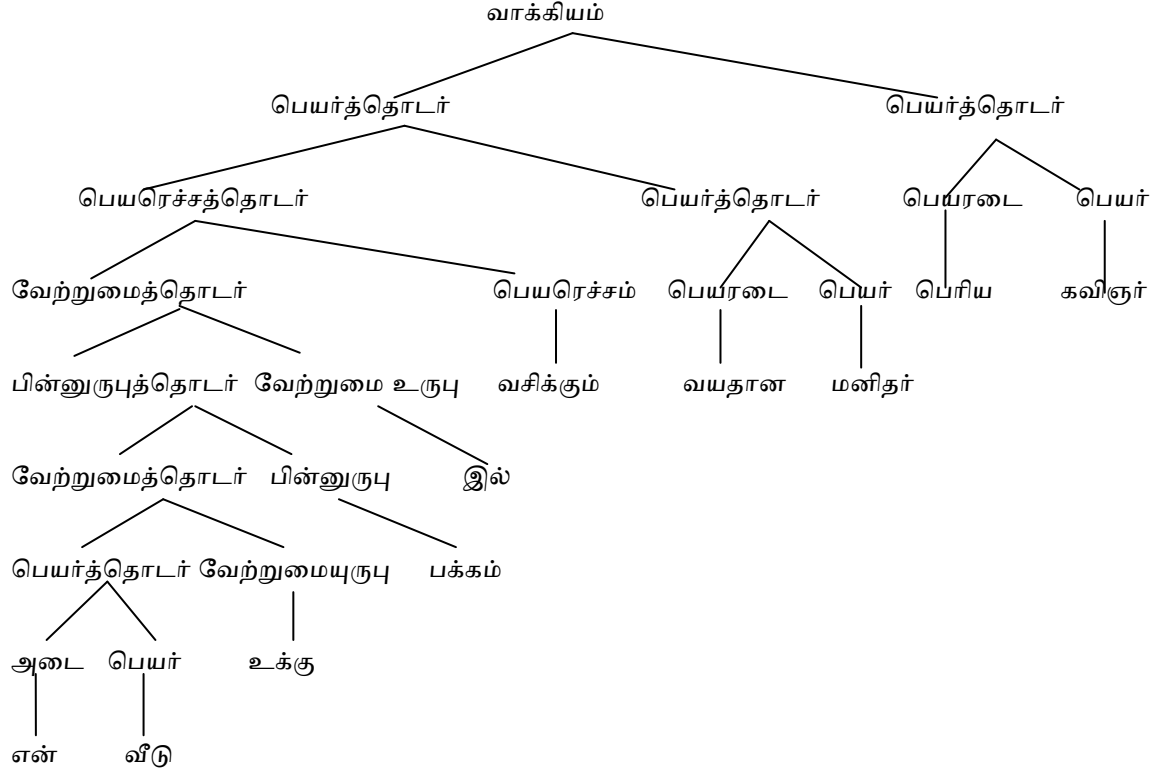 வாக்கியம்
பெயர்த்தொடர் பெயர்த்தொடர்
பெயரெச்சத்தொடர் பெயர்த்தொடர் பெயரடை பெயர்
வேற்றுமைத்தொடர் பெயரெச்சம் பெயரடை பெயர் பெரிய கவிஞர்
பின்னுருபுத்தொடர் வேற்றுமை உருபு வசிக்கும் வயதான மனிதர்
வேற்றுமைத்தொடர் பின்னுருபு இல்
பெயர்த்தொடர் வேற்றுமையுருபு பக்கம்
அடை பெயர் உக்கு
என் வீடு